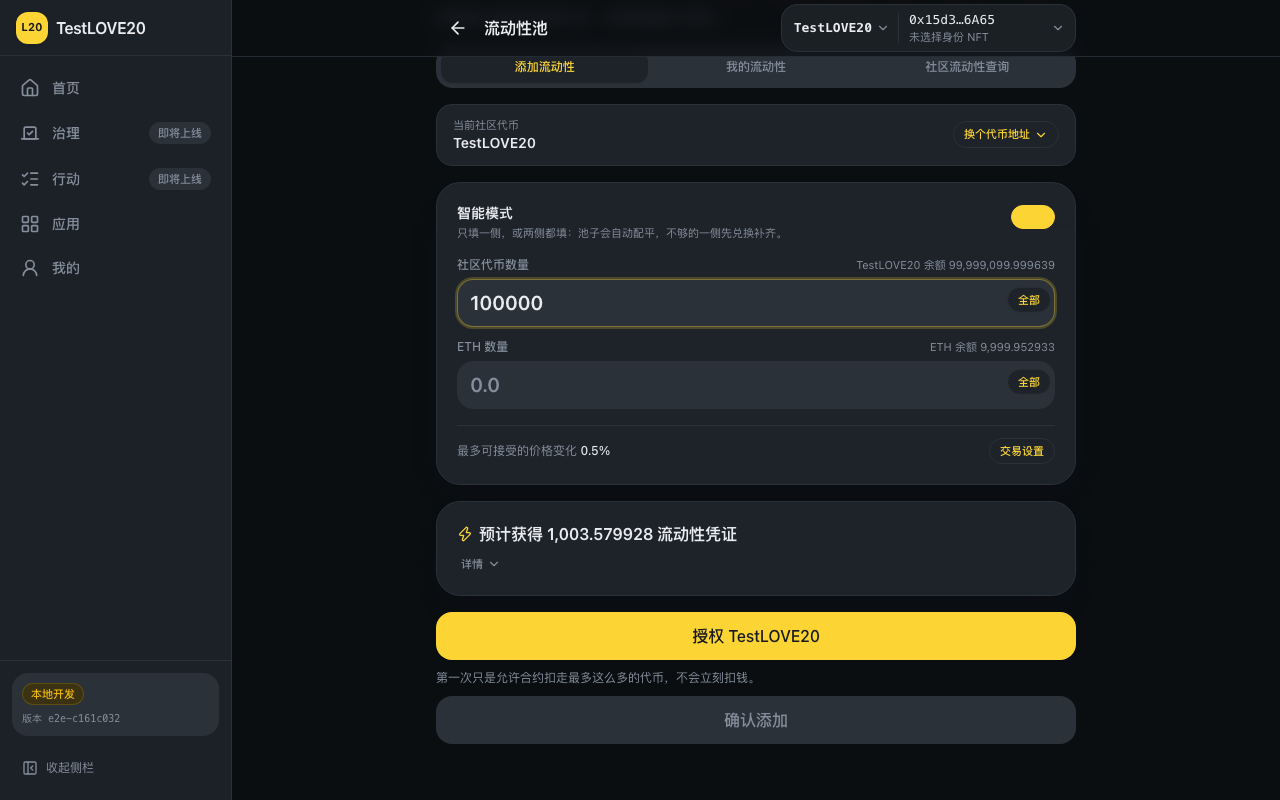 L20 TestLOVE20
首页
治理 即将上线
行动 即将上线
应用
我的
本地开发
版本 e2e-c161c032
收起侧栏
流动性池
TestLOVE20
0x15d3…6A65
未选择身份 NFT
添加流动性 我的流动性 社区流动性查询
当前社区代币
TestLOVE20
换个代币地址
智能模式
只填一侧，或两侧都填：池子会自动配平，不够的一侧先兑换补齐。
社区代币数量 TestLOVE20 余额 99,999,099.999639
100000 全部
ETH 数量 ETH 余额 9,999.952933
0.0 全部
最多可接受的价格变化 0.5% 交易设置
预计获得 1,003.579928 流动性凭证
详情
授权 TestLOVE20
第一次只是允许合约扣走最多这么多的代币，不会立刻扣钱。
确认添加